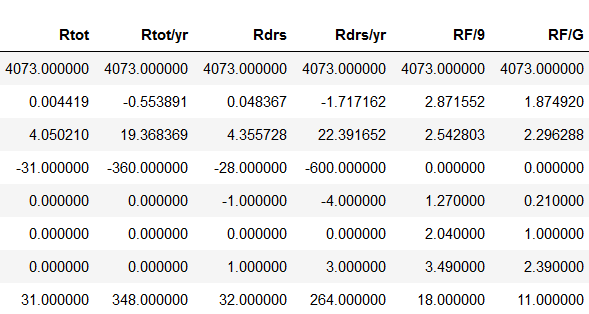 Rtot Rtot/yr Rdrs Rdrs/yr RF/9 RF/G
4073.000000 4073.000000 4073.000000 4073.000000 4073.000000 4073.000000
0.004419 -0.553891 0.048367 -1.717162 2.871552 1.874920
4.050210 19.368369 4.355728 22.391652 2.542803 2.296288
-31.000000 -360.000000 -28.000000 -600.000000 0.000000 0.000000
0.000000 0.000000 -1.000000 -4.000000 1.270000 0.210000
0.000000 0.000000 0.000000 0.000000 2.040000 1.000000
0.000000 0.000000 1.000000 3.000000 3.490000 2.390000
31.000000 348.000000 32.000000 264.000000 18.000000 11.000000